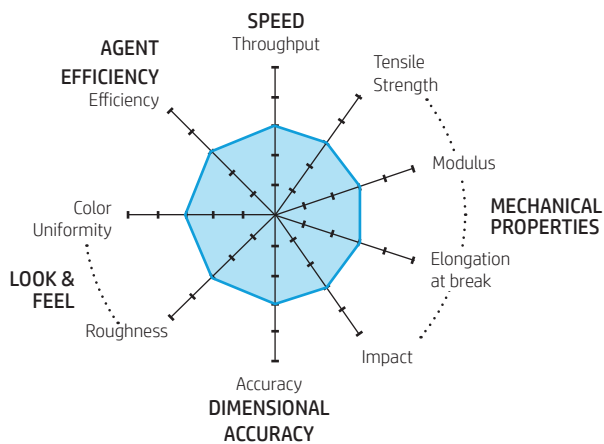 SPEED
Throughput
AGENT
EFFICIENCY
Efficiency
Tensile
Strength
Modulus
MECHANICAL
PROPERTIES
Elongation
at break
Impact
Accuracy
DIMENSIONAL
ACCURACY
Roughness
LOOK &
FEEL
Color
Uniformity